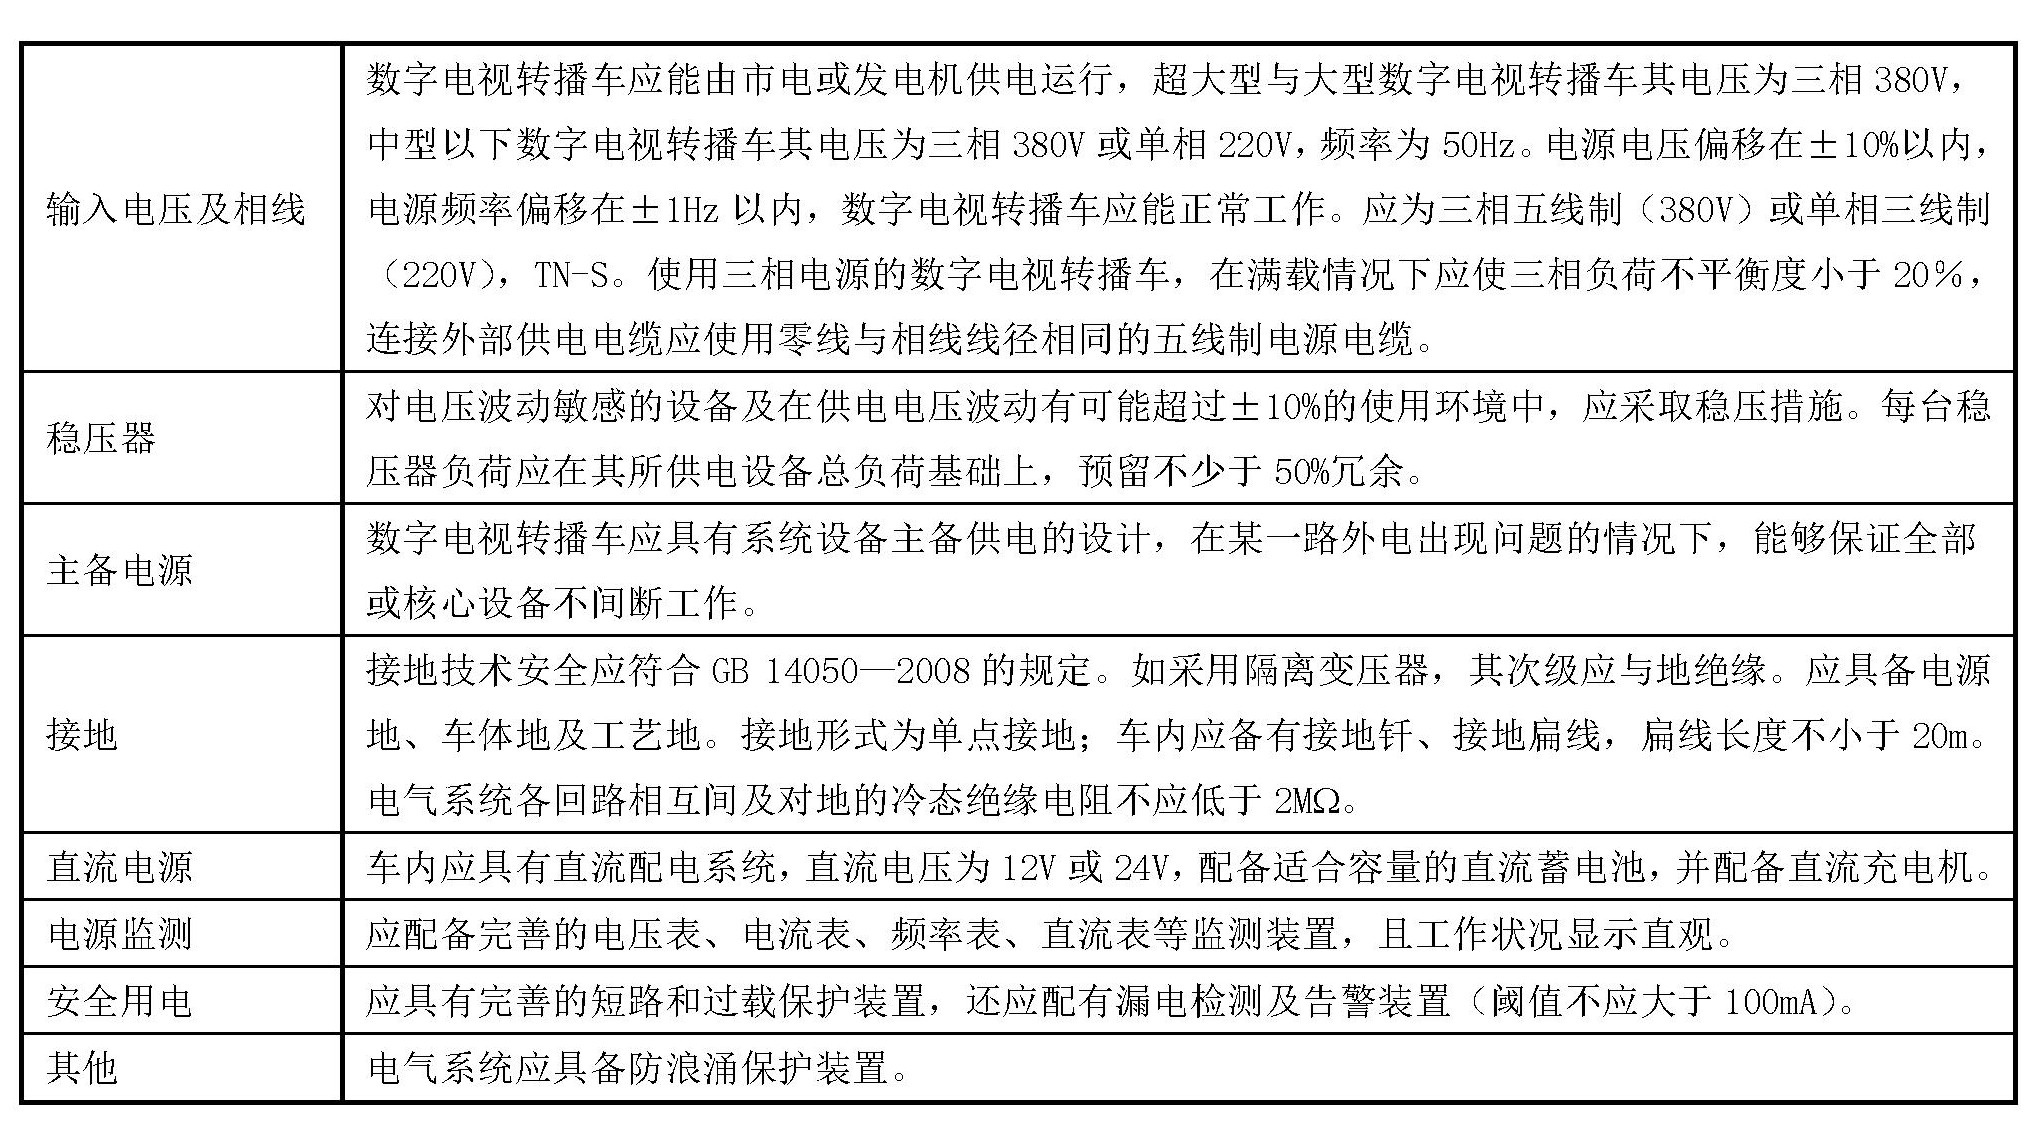 输入电压及相线
数字电视转播车应能由市电或发电机供电运行，超大型与大型数字电视转播车其电压为三相 380V，
中型以下数字电视转播车其电压为三相 380V 或单相 220V，频率为 50Hz。电源电压偏移在±10%以内，
电源频率偏移在±1Hz 以内，数字电视转播车应能正常工作。应为三相五线制（380V）或单相三线制
（220V），TN-S。使用三相电源的数字电视转播车，在满载情况下应使三相负荷不平衡度小于 20％，
连接外部供电电缆应使用零线与相线线径相同的五线制电源电缆。
稳压器
对电压波动敏感的设备及在供电电压波动有可能超过±10%的使用环境中，应采取稳压措施。每台稳
压器负荷应在其所供电设备总负荷基础上，预留不少于 50%冗余。
主备电源
数字电视转播车应具有系统设备主备供电的设计，在某一路外电出现问题的情况下，能够保证全部
或核心设备不间断工作。
接地
接地技术安全应符合 GB 14050—2008 的规定。如采用隔离变压器，其次级应与地绝缘。应具备电源
地、车体地及工艺地。接地形式为单点接地；车内应备有接地钎、接地扁线，扁线长度不小于 20m。
电气系统各回路相互间及对地的冷态绝缘电阻不应低于 2MΩ。
直流电源
车内应具有直流配电系统，直流电压为 12V 或 24V，配备适合容量的直流蓄电池，并配备直流充电机。
电源监测
应配备完善的电压表、电流表、频率表、直流表等监测装置，且工作状况显示直观。
安全用电
应具有完善的短路和过载保护装置，还应配有漏电检测及告警装置（阈值不应大于 100mA）。
其他
电气系统应具备防浪涌保护装置。